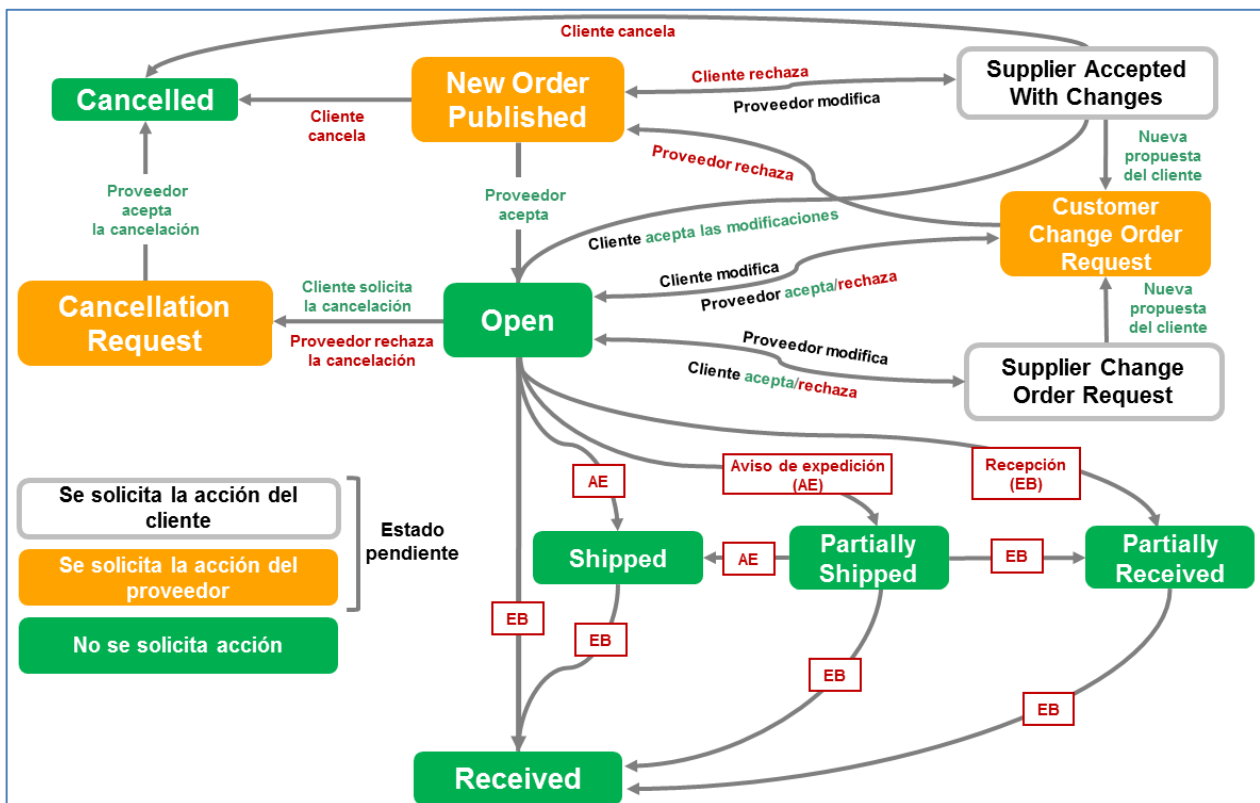 Cliente cancela
Cancelled
New Order
Published
Cliente rechaza
Proveedor modifica
Supplier Accepted
With Changes
Cliente
cancela
Proveedor rechaza
Nueva
propuesta
del cliente
Proveedor
acepta
la cancelación
Proveedor
acepta
Cliente acepta las modificaciones
Customer
Change Order
Request
Cliente modifica
Proveedor acepta/rechaza
Cancellation
Request
Cliente solicita
la cancelación
Proveedor rechaza
la cancelación
Open
Nueva
propuesta
del cliente
Proveedor modifica
Cliente acepta/rechaza
Supplier Change
Order Request
AE
Aviso de expedición
(AE)
Recepción
(EB)
Se solicita la acción del
cliente
Se solicita la acción del
proveedor
No se solicita acción
Estado
pendiente
Shipped
AE
Partially
Shipped
EB
Partially
Received
EB
EB
EB
EB
Received